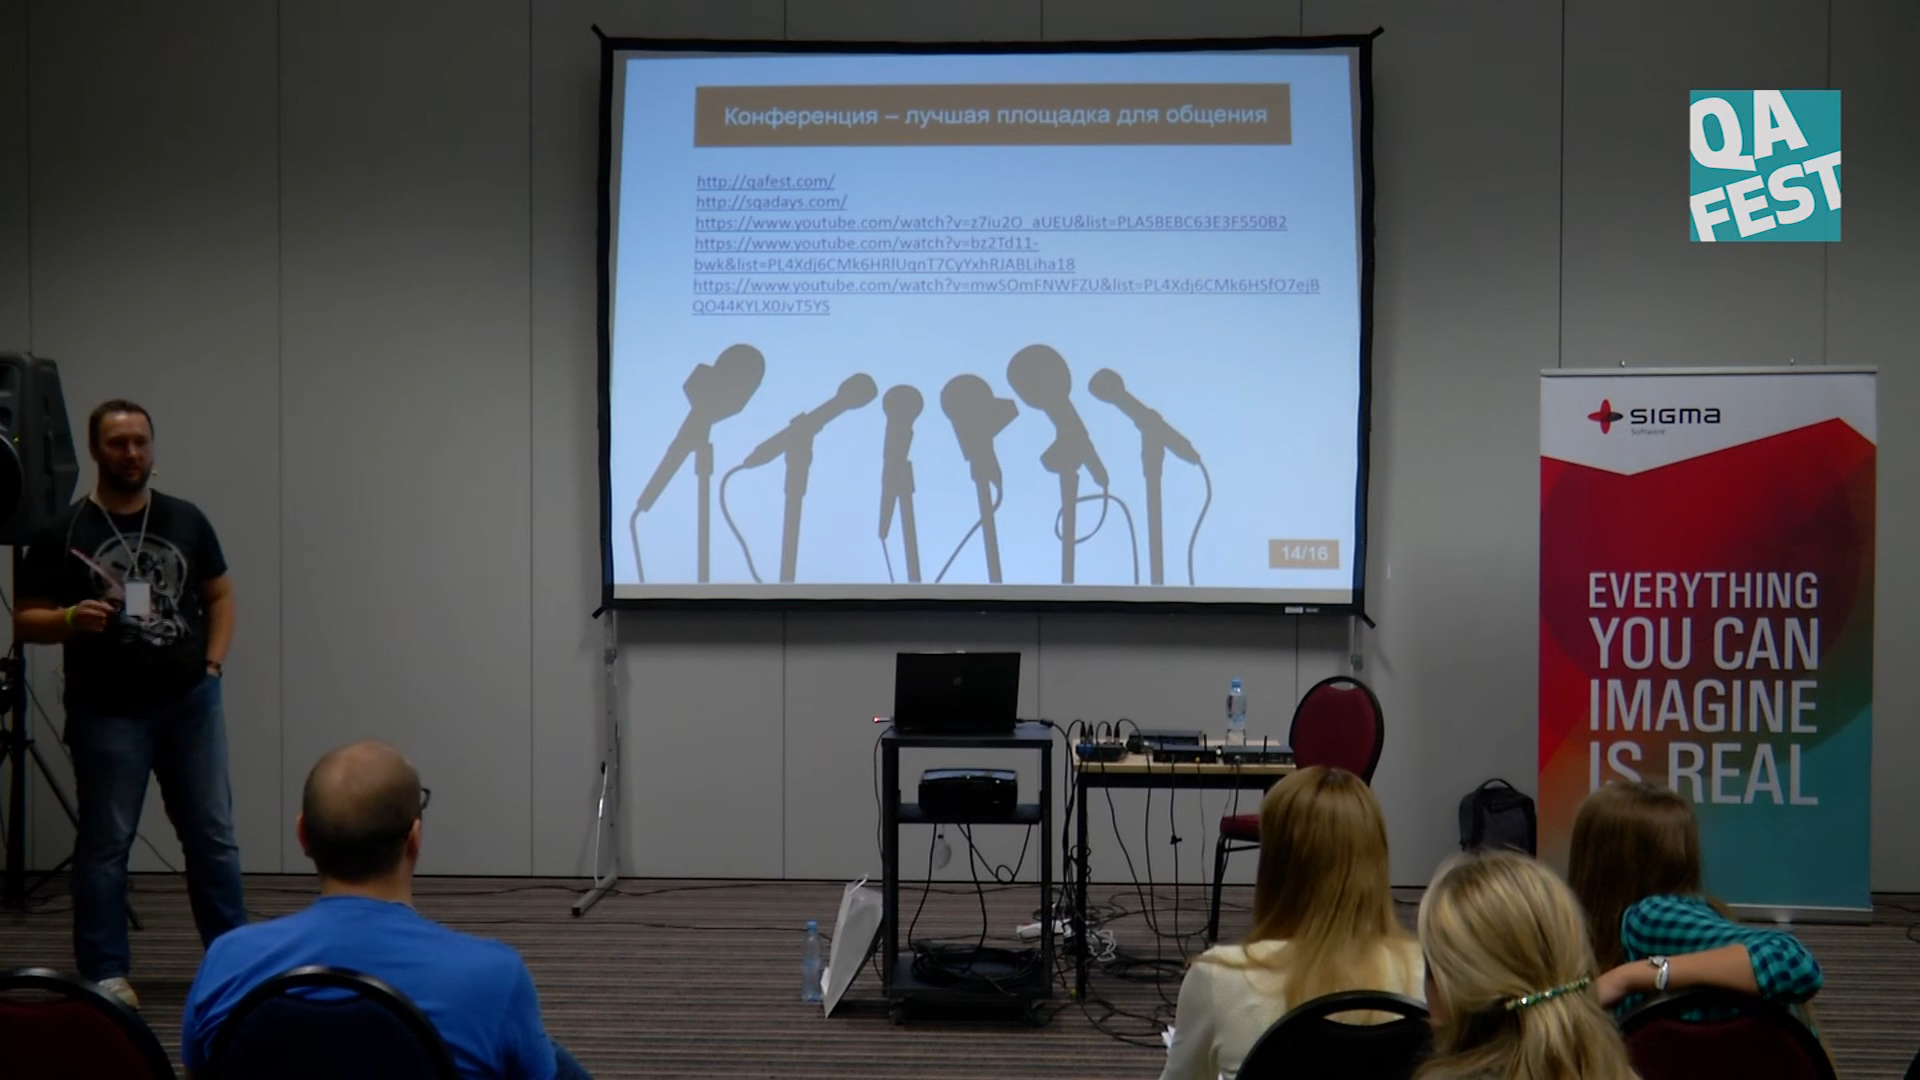 Конференция – лучшая площадка для общения
http://qafest.com/
http://sqadays.com/
https://www.youtube.com/watch?v=z7iu2O_aUEU&list=PLA5BEBC63E3F550B2
https://www.youtube.com/watch?v=bz2Td11-
bwk&list=PL4Xdj6CMk6HRlUqnT7CyYxhRJABLiha18
https://www.youtube.com/watch?v=mwSOmFNWFZU&list=PL4Xdj6CMk6HSfO7ejB
QO44KYLX0JvT5YS
14/16
QA
FEST
SIGMA
Software
EVERYTHING
YOU CAN
IMAGINE
IS REAL